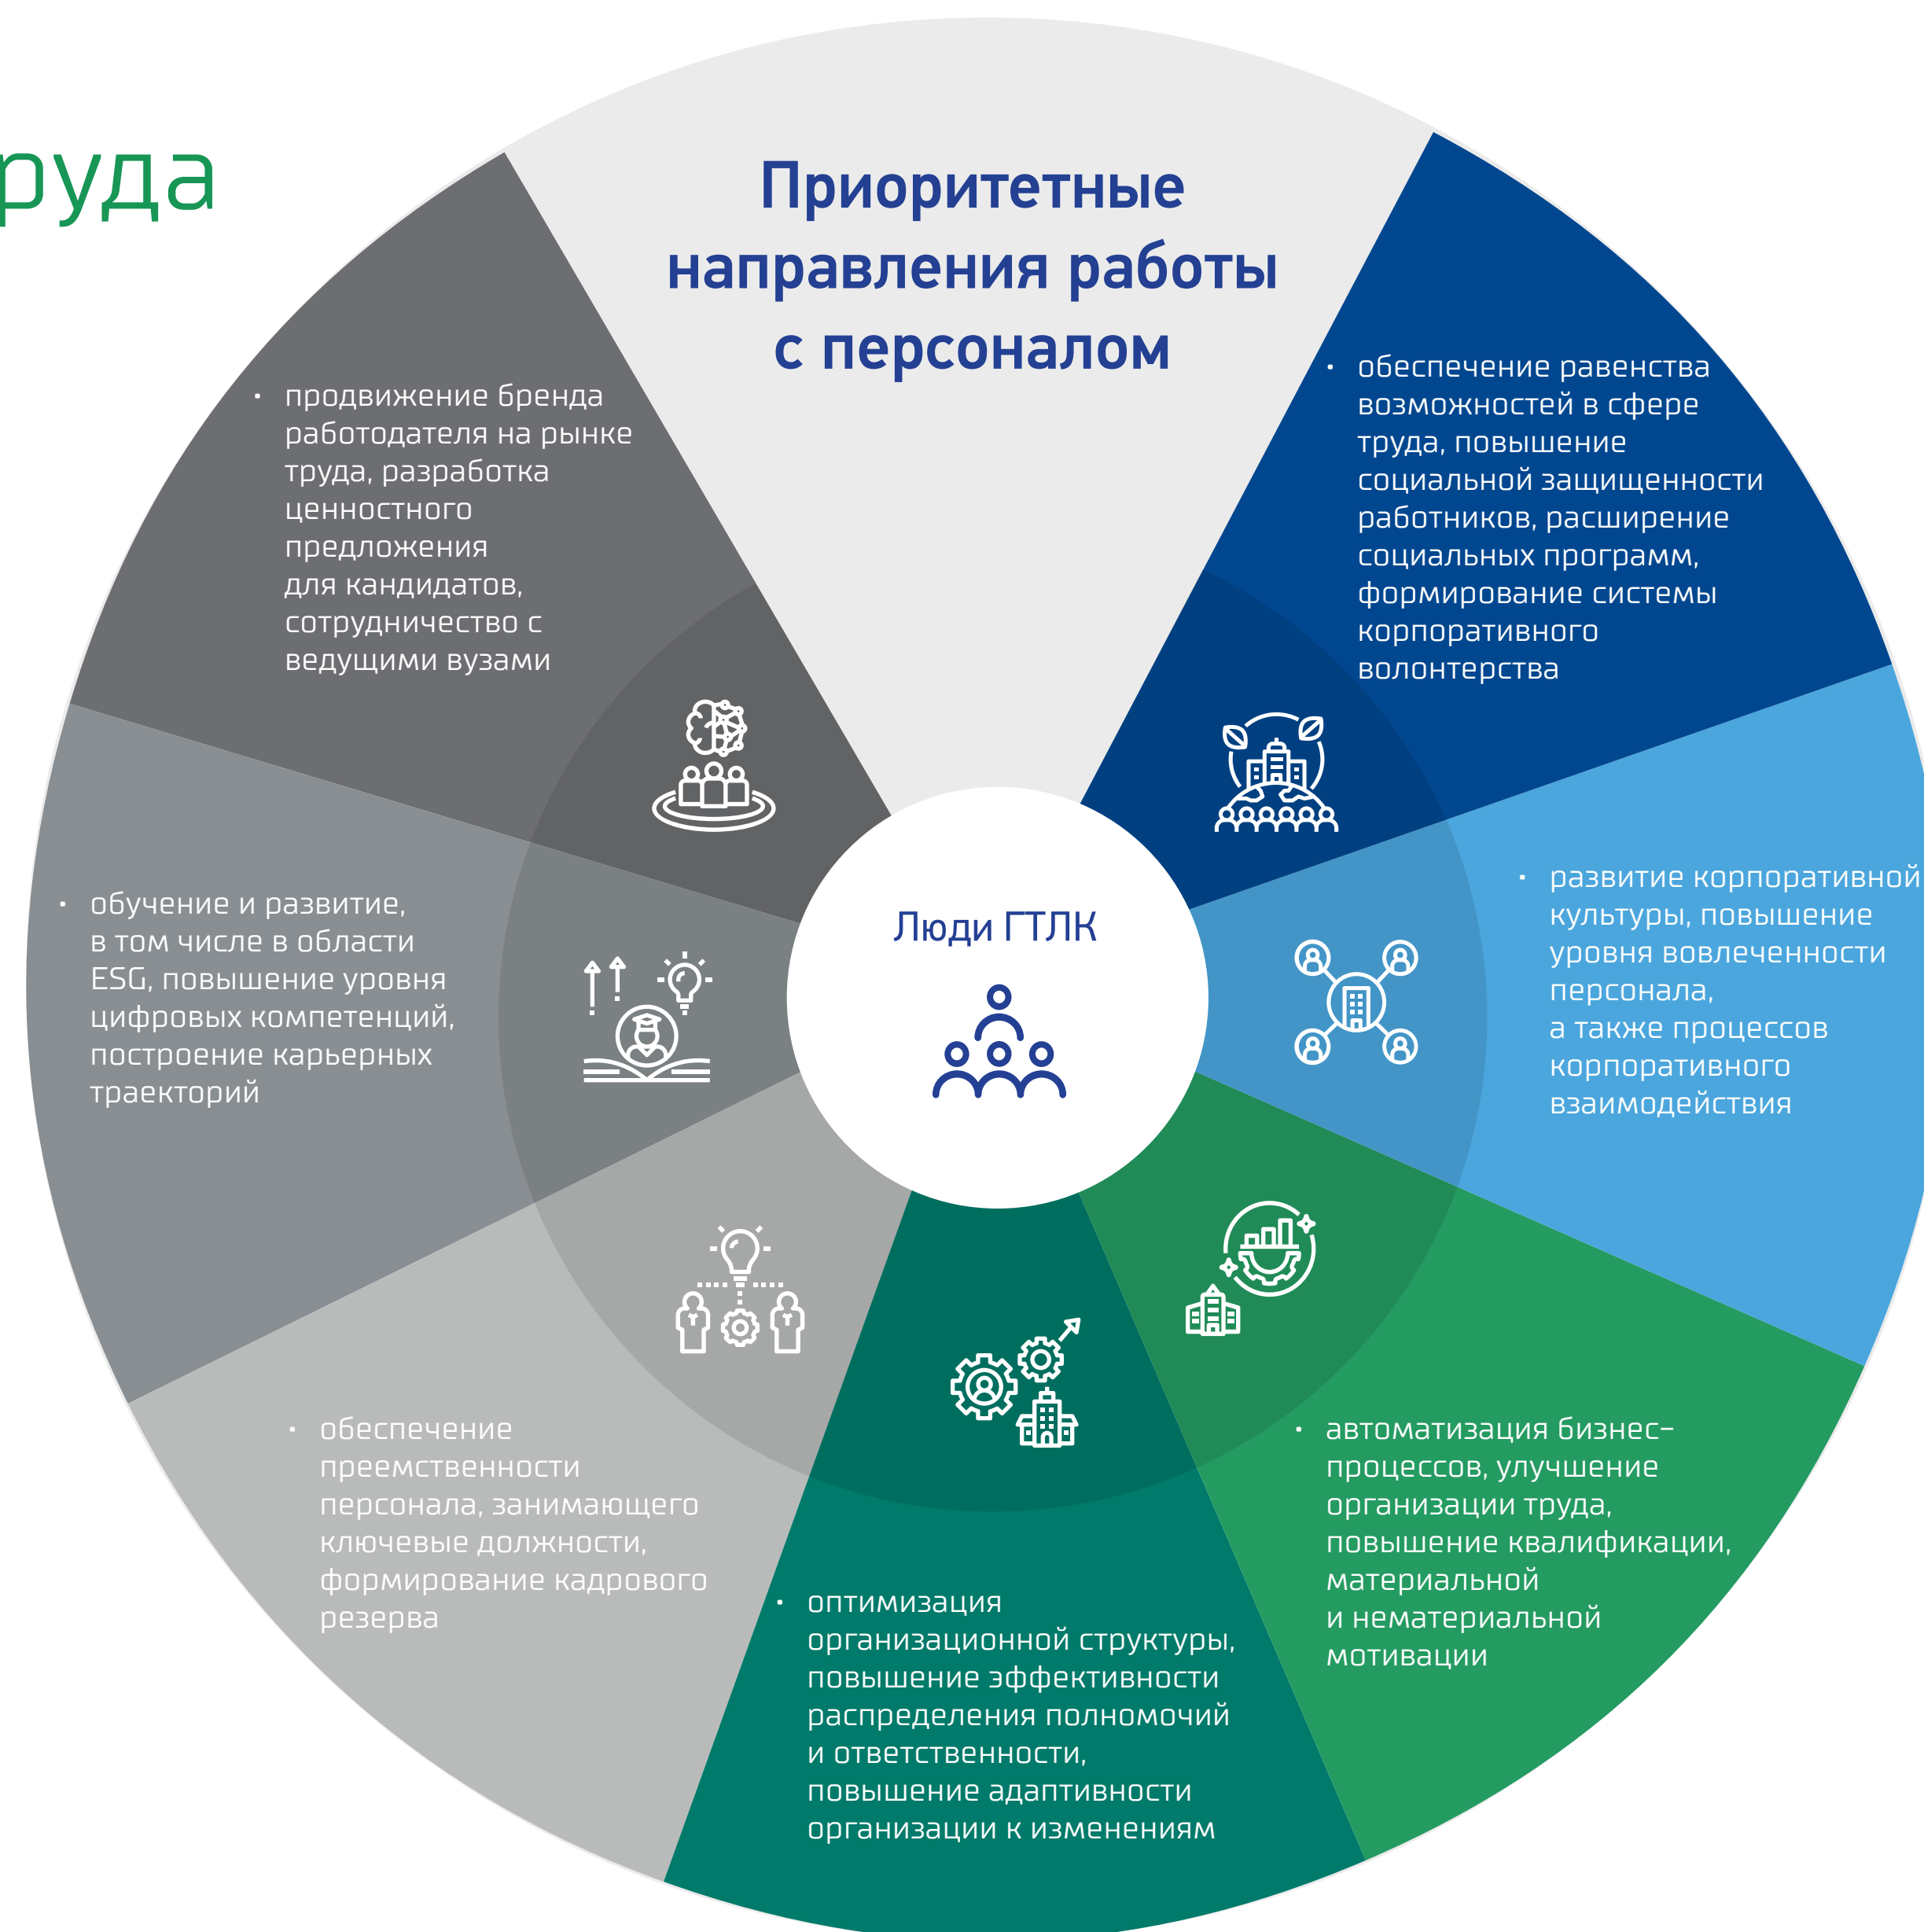 руда
Приоритетные
направления работы
с персоналом
• обеспечение равенства
возможностей в сфере
труда, повышение
социальной защищенности
работников, расширение
социальных программ,
формирование системы
корпоративного
волонтерства
• развитие корпоративной
культуры, повышение
уровня вовлеченности
персонала,
а также процессов
корпоративного
взаимодействия
• автоматизация бизнес-
процессов, улучшение
организации труда,
повышение квалификации,
материальной
и нематериальной
мотивации
• оптимизация
организационной структуры,
повышение эффективности
распределения полномочий
и ответственности,
повышение адаптивности
организации к изменениям
• обеспечение
преемственности
персонала, занимающего
ключевые должности,
формирование кадрового
резерва
• обучение и развитие,
в том числе в области
ESG, повышение уровня
цифровых компетенций,
построение карьерных
траекторий
• продвижение бренда
работодателя на рынке
труда, разработка
ценностного
предложения
для кандидатов,
сотрудничество с
ведущими вузами
Люди ГТЛК